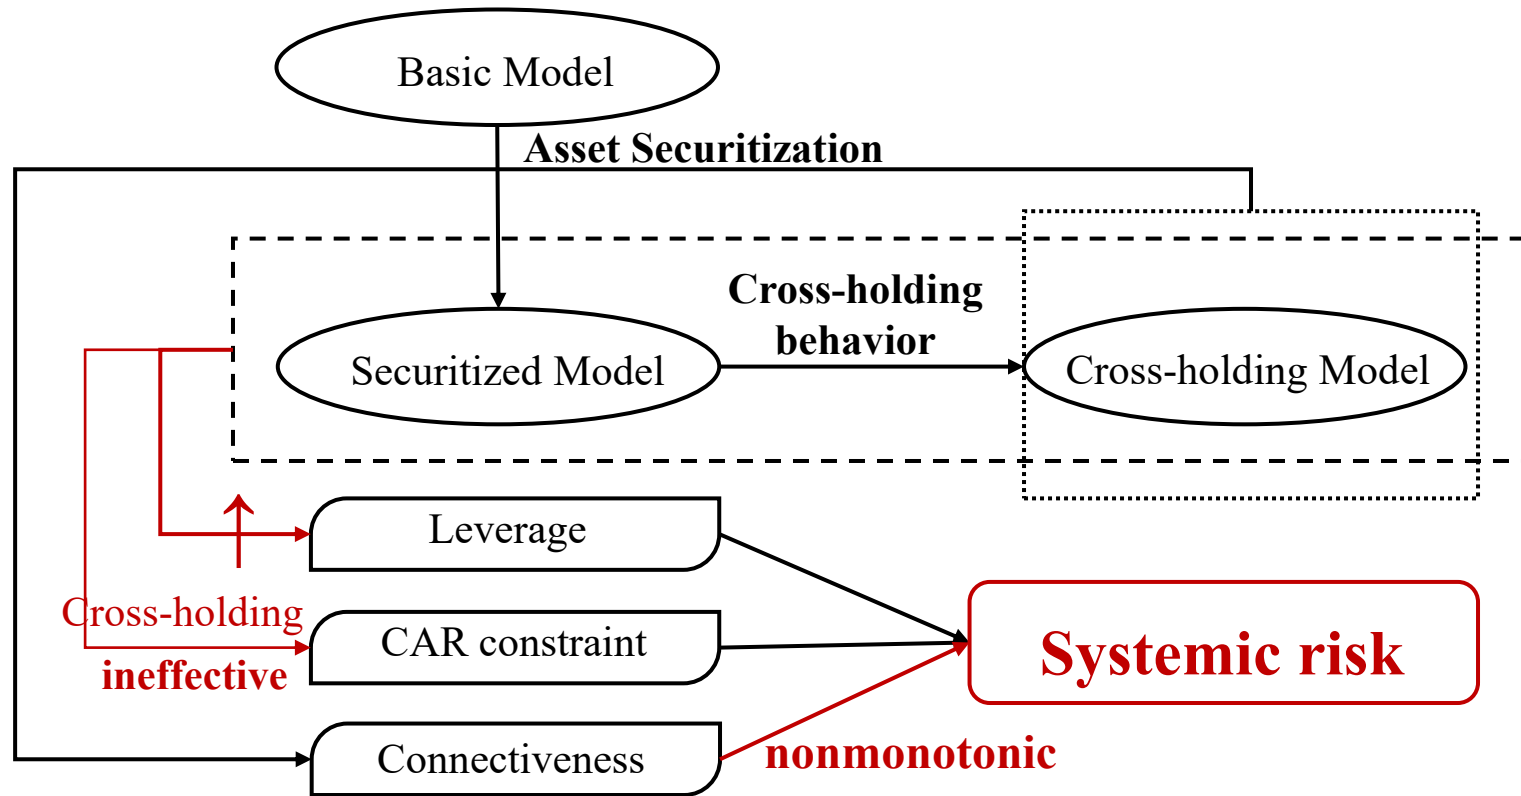 Basic Model
Asset Securitization
Cross-holding
behavior
Securitized Model
Cross-holding Model
Leverage
Cross-holding
ineffective
CAR constraint
Systemic risk
Connectiveness
nonmonotonic